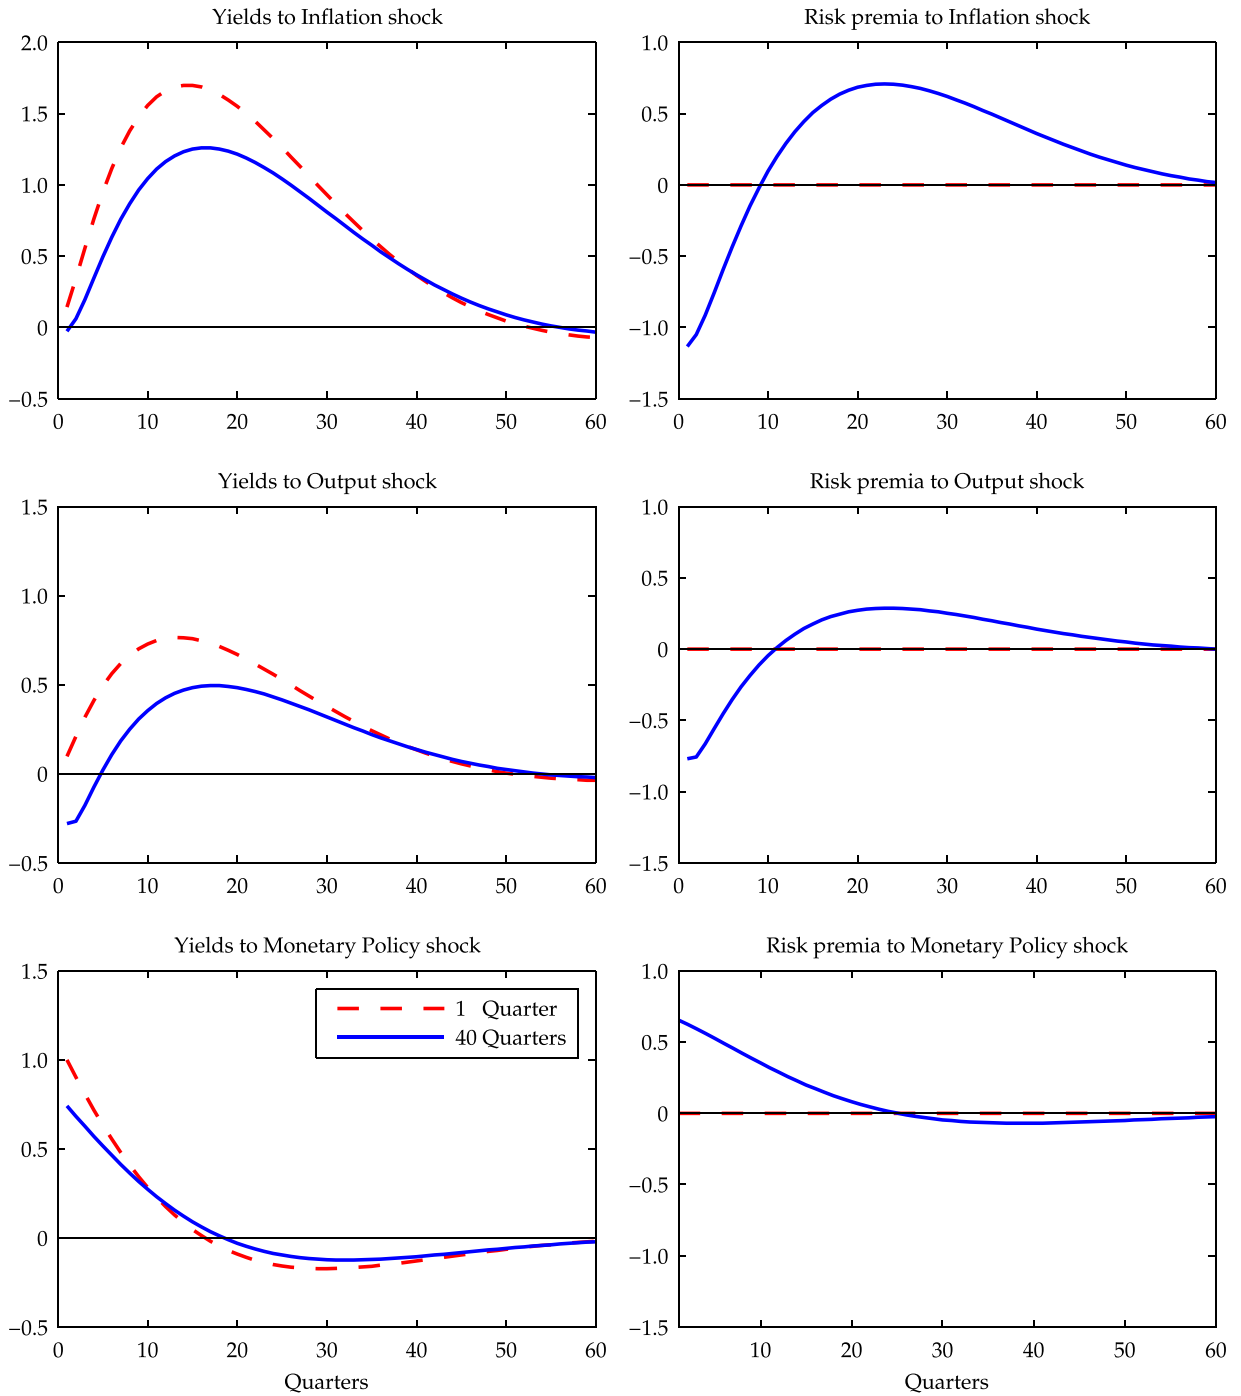 Yields to Inflation shock
2.0
1.5
1.0
0.5
0
−0.5
0 10 20 30 40 50 60
Risk premia to Inflation shock
1.0
0.5
0
−0.5
−1.0
−1.5
0 10 20 30 40 50 60
Yields to Output shock
1.5
1.0
0.5
0
−0.5
0 10 20 30 40 50 60
Risk premia to Output shock
1.0
0.5
0
−0.5
−1.0
−1.5
0 10 20 30 40 50 60
Yields to Monetary Policy shock
1.5
1.0
0.5
0
−0.5
1 Quarter
40 Quarters
0 10 20 30 40 50 60
Quarters
Risk premia to Monetary Policy shock
1.0
0.5
0
−0.5
−1.0
−1.5
10 20 30 40 50 60
Quarters